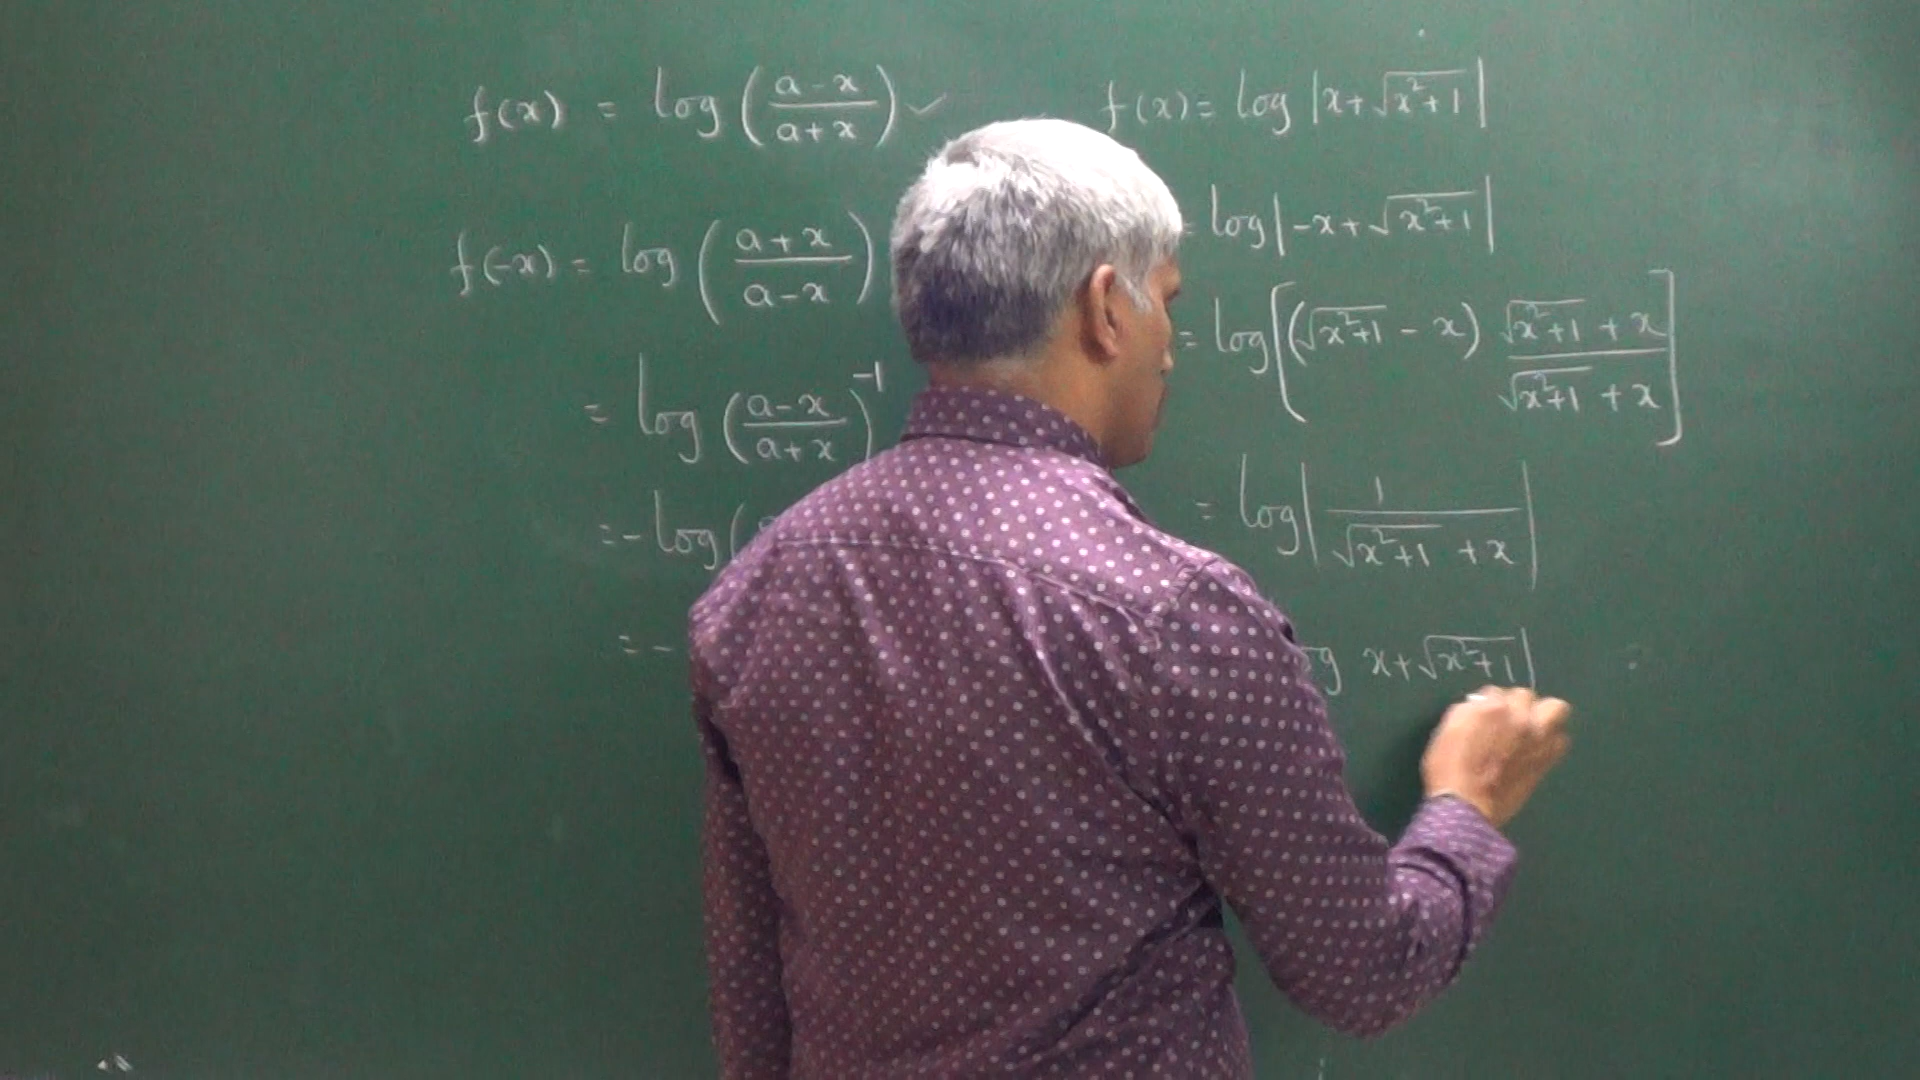 f(x) = log (a-x / a+x) ✓
f(-x) = log (a+x / a-x)
= log (a-x / a+x)^-1
= -log (
= -
f(x) = log |x+√x²+1|
= log |-x+√x²+1|
= log [(√x²+1 - x) √x²+1 + x / √x²+1 + x]
= log |1 / √x²+1 + x|
x+√x²+1|